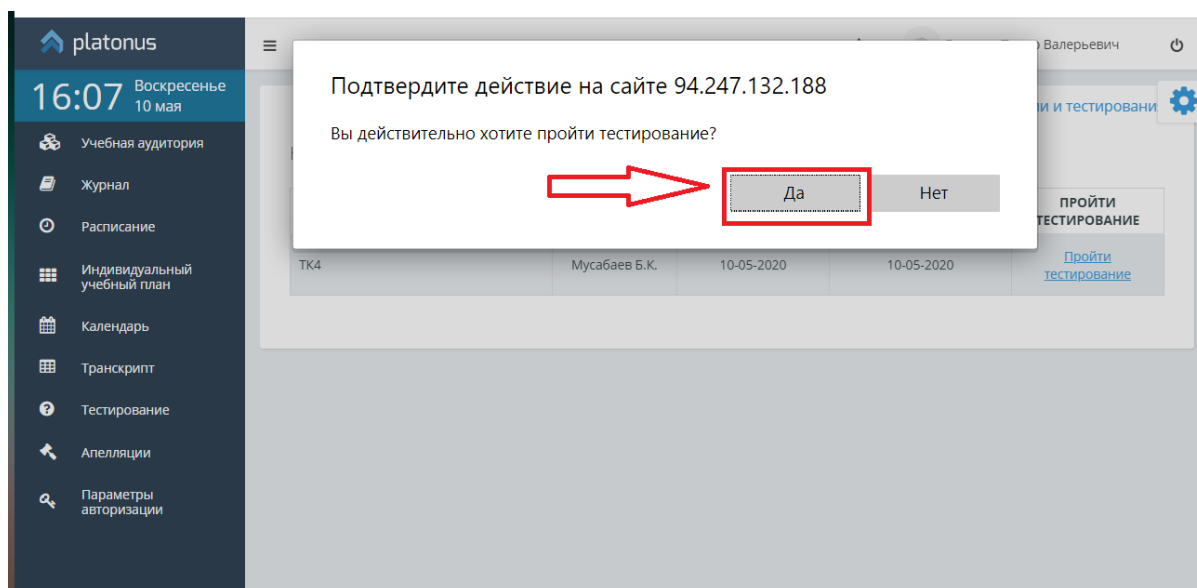 platonus
Валерьевич
16:07 Воскресенье
10 мая
Учебная аудитория
Журнал
Расписание
Индивидуальный
учебный план
Календарь
Транскрипт
Тестирование
Апелляции
Параметры
авторизации
Подтвердите действие на сайте 94.247.132.188
Вы действительно хотите пройти тестирование?
Да Нет
и тестировани
ПРОЙТИ
ТЕСТИРОВАНИЕ
ТК4 Мусабаев Б.К. 10-05-2020 10-05-2020 Пройти
тестирование